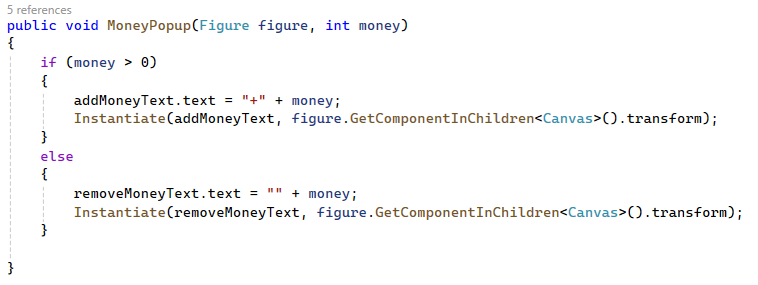 5 references
public void MoneyPopup(Figure figure, int money)
{
if (money > 0)
{
addMoneyText.text = "+" + money;
Instantiate(addMoneyText, figure.GetComponentInChildren<Canvas>().transform);
}
else
{
removeMoneyText.text = "" + money;
Instantiate(removeMoneyText, figure.GetComponentInChildren<Canvas>().transform);
}
}